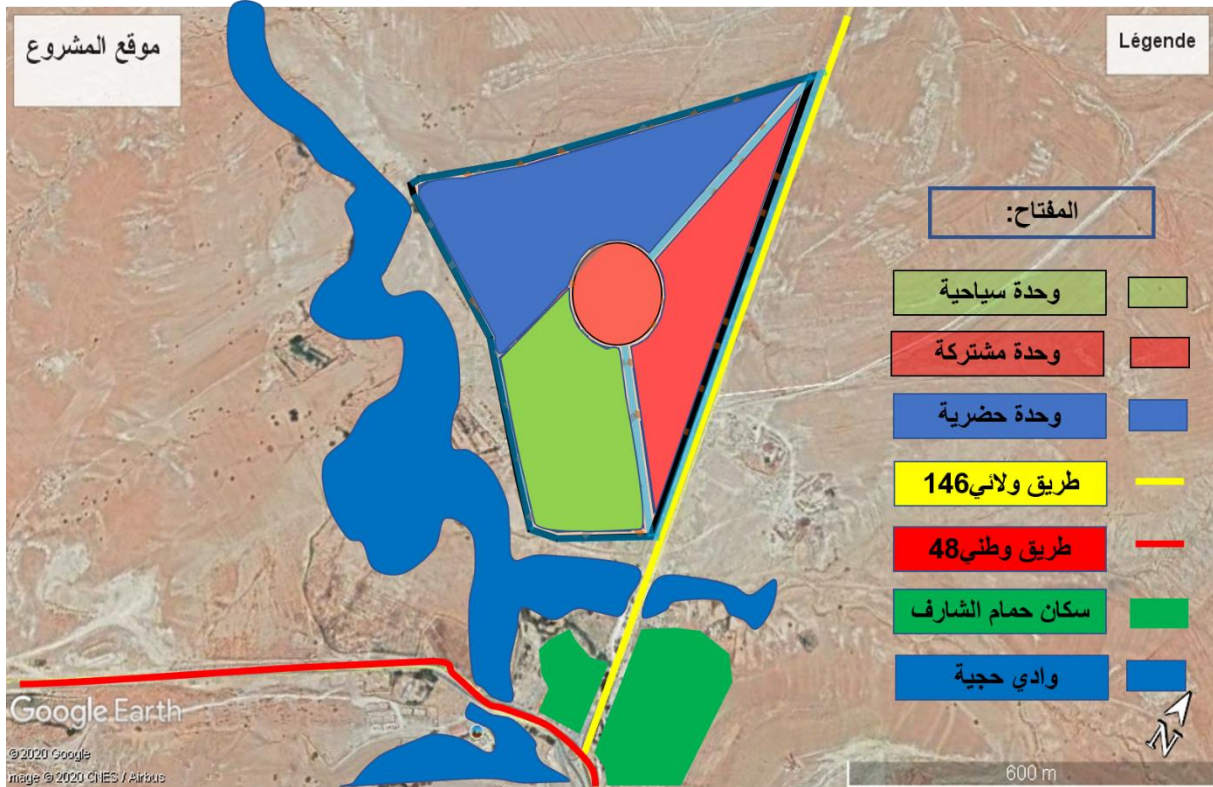 موقع المشروع
Légende
المفتاح:
وحدة سياحية
وحدة مشتركة
وحدة حضرية
طريق ولائي146
طريق وطني48
سكان حمام الشارف
وادي حجية
Google Earth
© 2020 Google
Image © 2020 CNES / Airbus
N
600 m